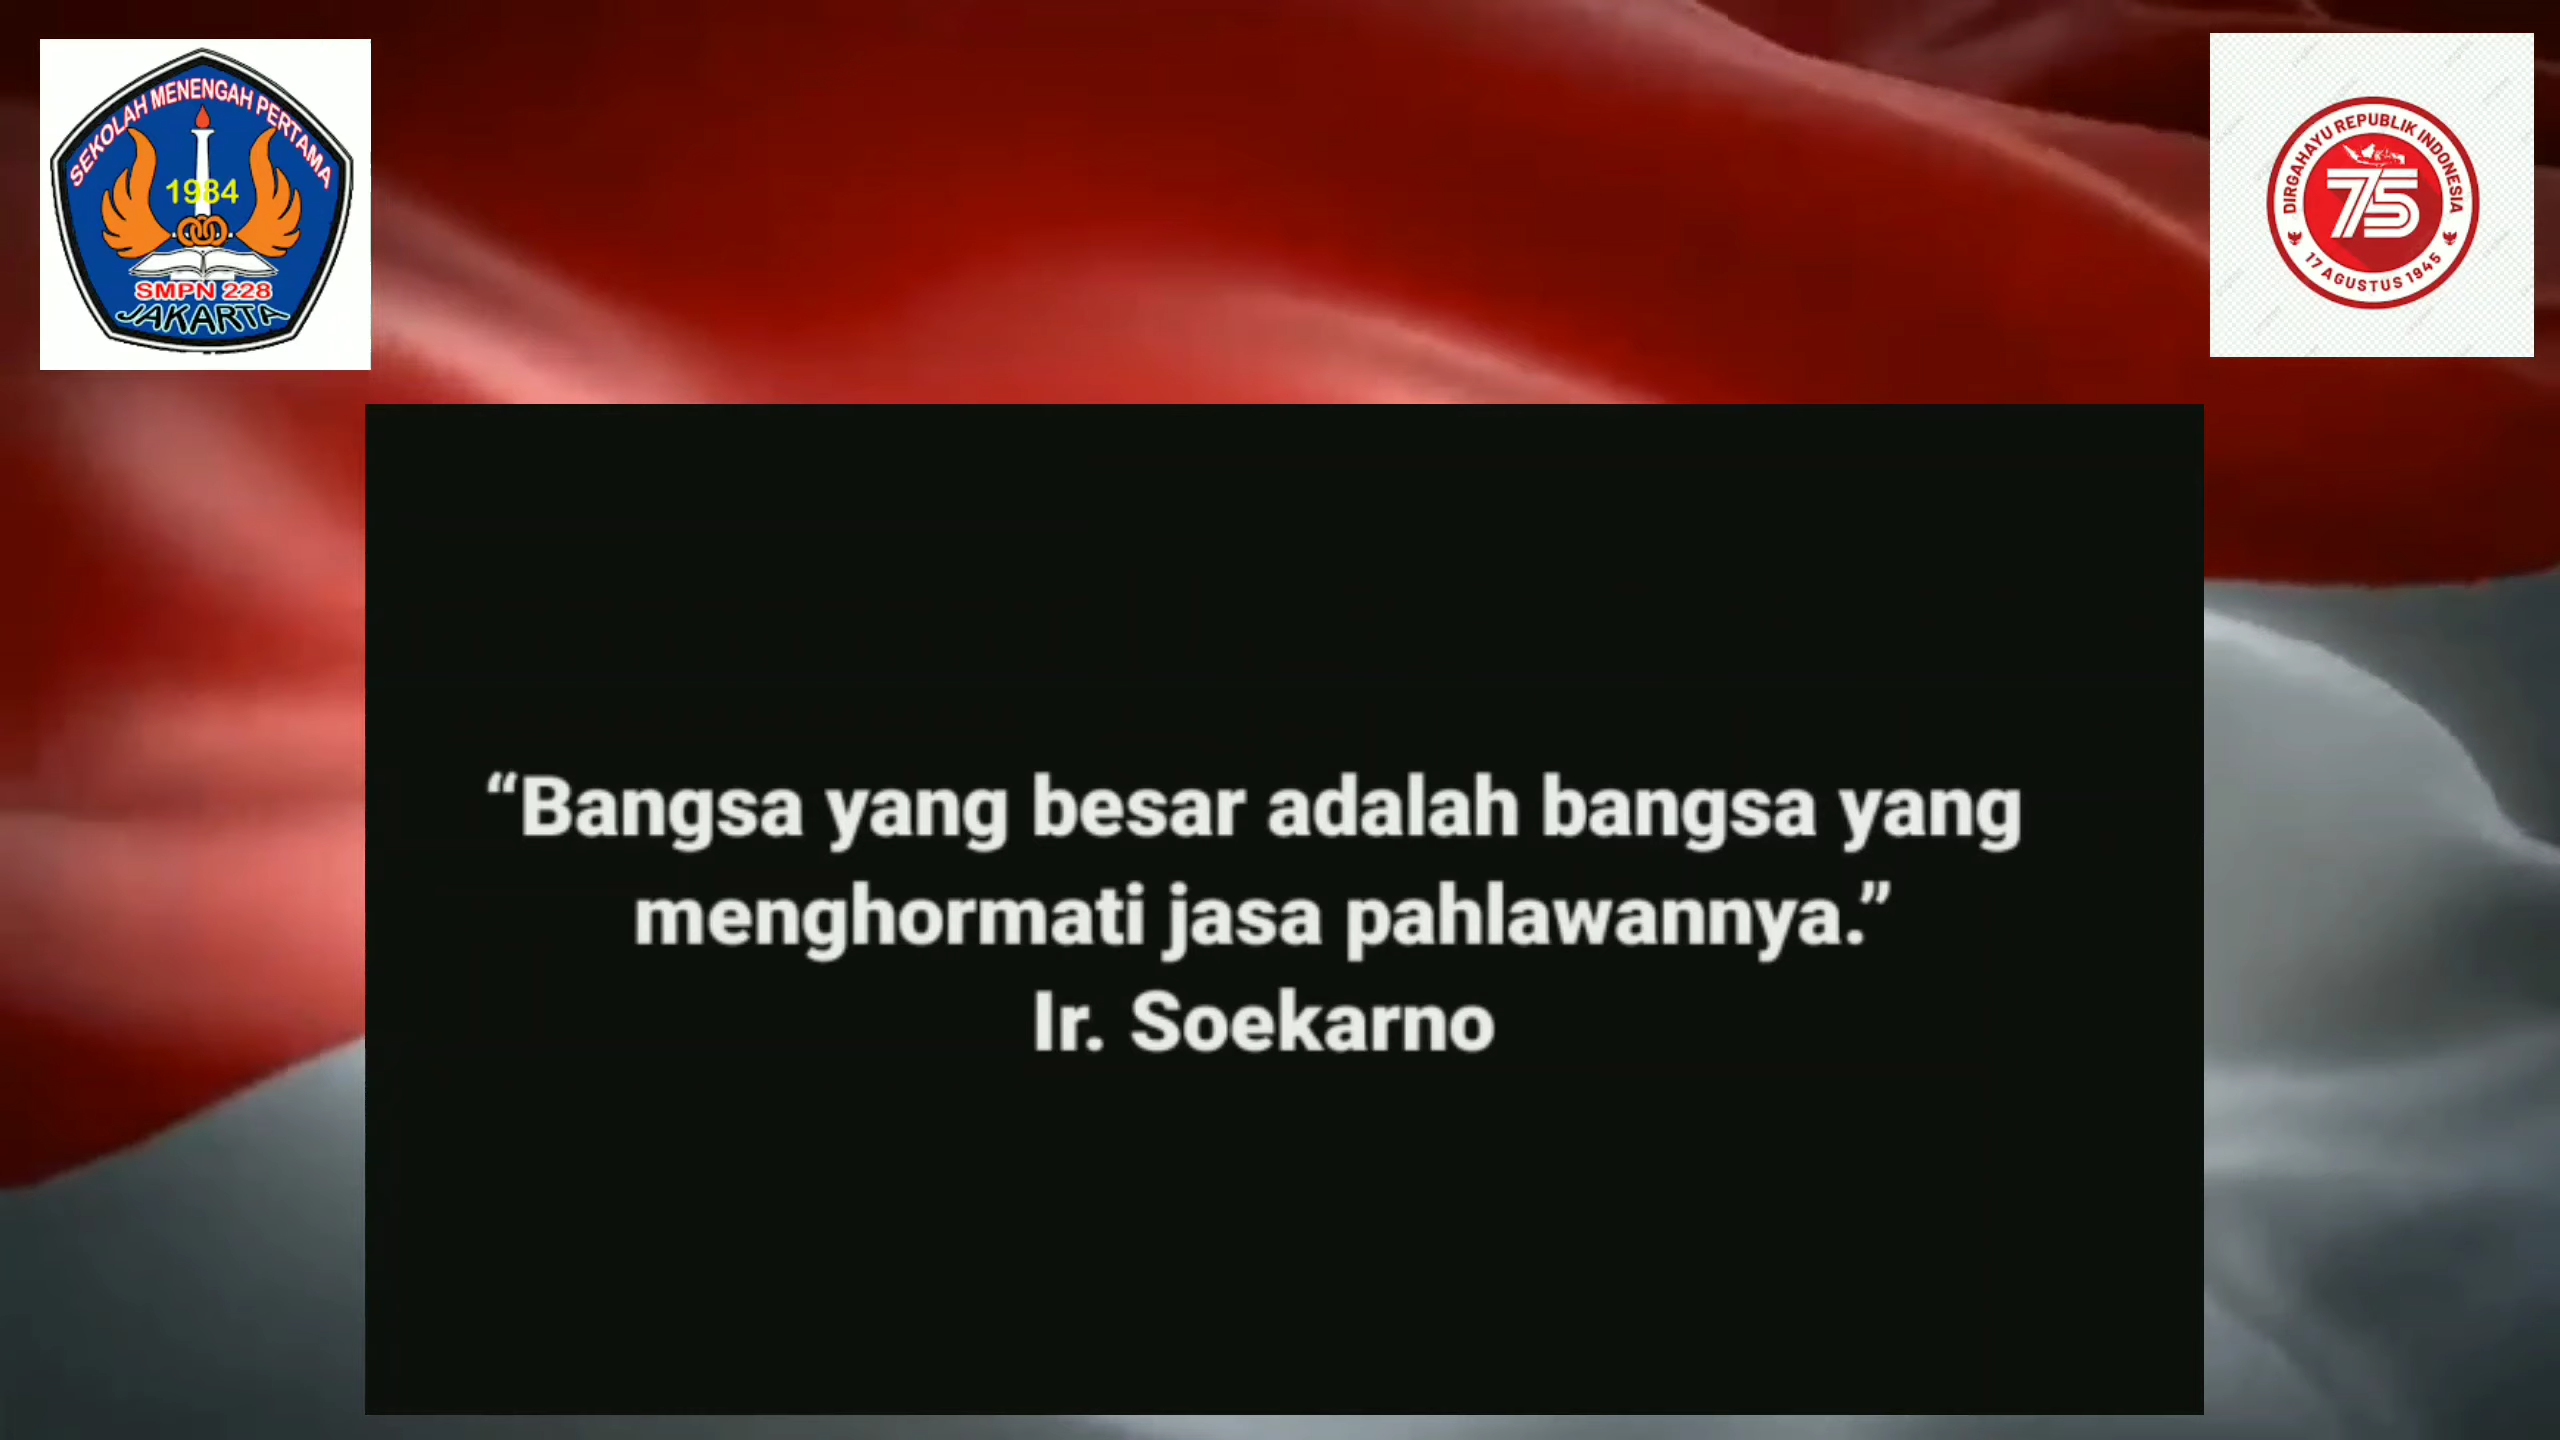 SEKOLAH MENENGAH PERTAMA
1984
SMPN 228
JAKARTA
DIRGAHAYU REPUBLIK INDONESIA
75
17 AGUSTUS 1945
“Bangsa yang besar adalah bangsa yang
menghormati jasa pahlawannya.”
Ir. Soekarno